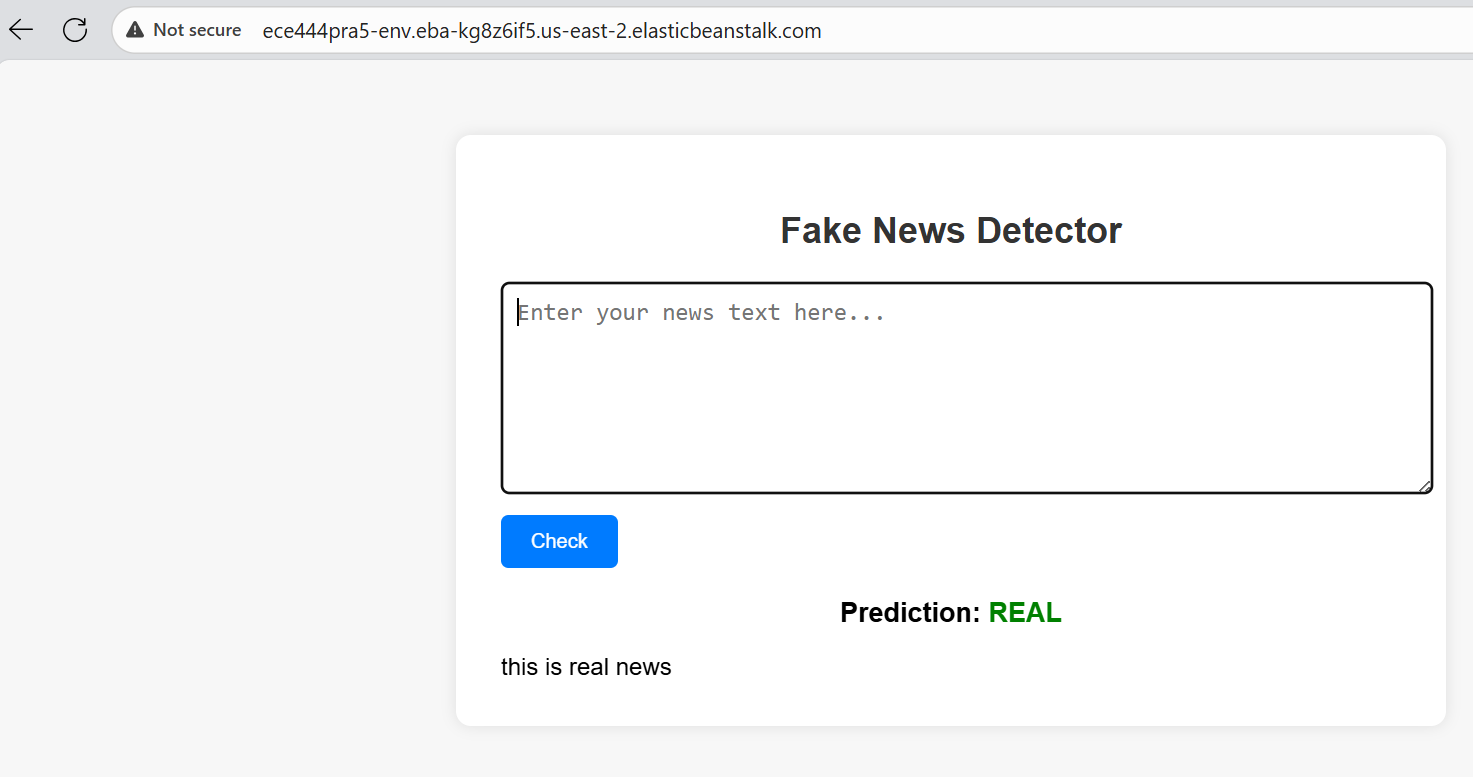 Not secure ece444pra5-env.eba-kg8z6if5.us-east-2.elasticbeanstalk.com
Fake News Detector
Enter your news text here...
Check
Prediction: REAL
this is real news